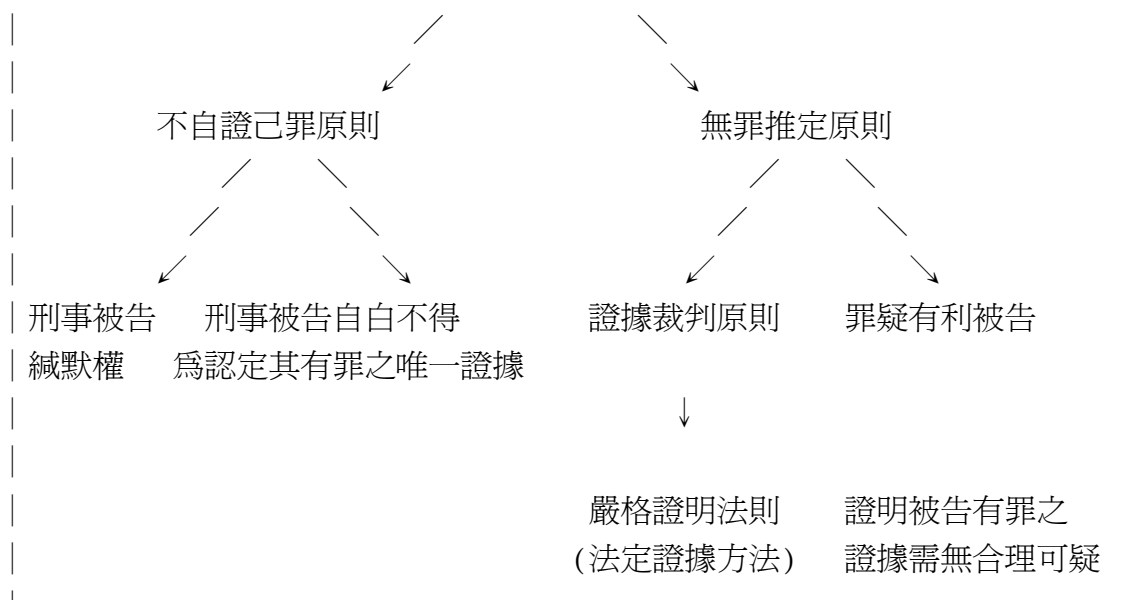 不自證己罪原則 無罪推定原則
刑事被告 刑事被告自白不得 證據裁判原則 罪疑有利被告
緘默權 爲認定其有罪之唯一證據
嚴格證明法則 證明被告有罪之
(法定證據方法) 證據需無合理可疑